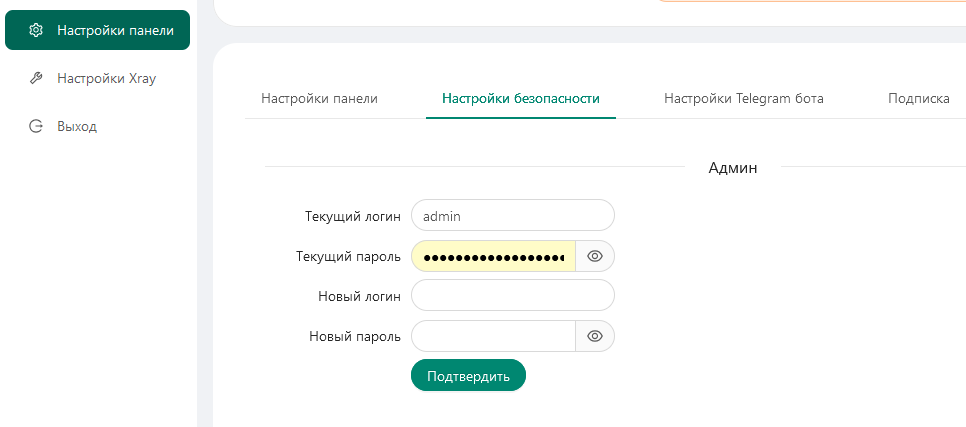 Настройки панели
Настройки Xray
Выход
Настройки панели Настройки безопасности Настройки Telegram бота Подписка
Админ
Текущий логин admin
Текущий пароль ••••••••••••••••••
Новый логин
Новый пароль
Подтвердить